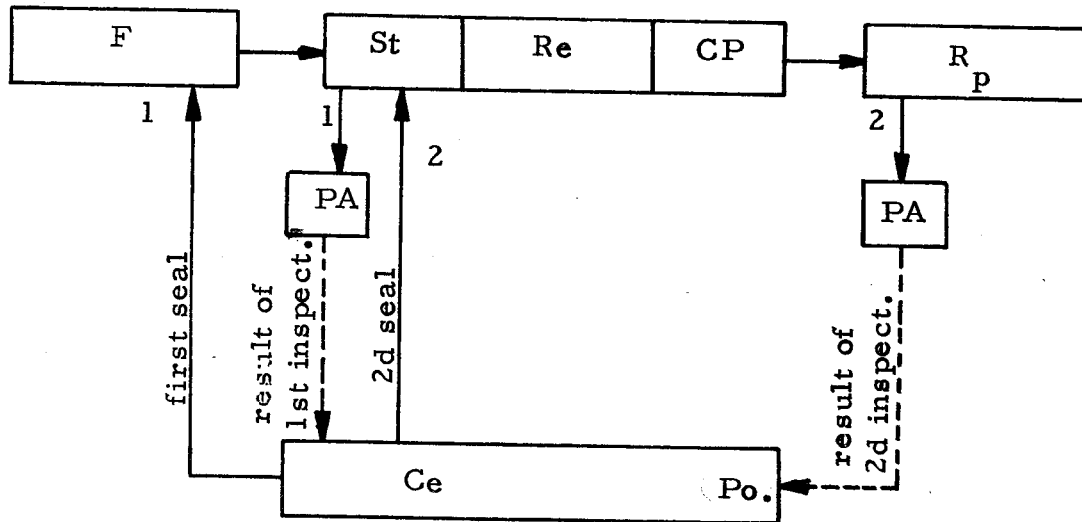 F
St
Re
CP
R
p
1
1
2
2
PA
PA
first seal
result of
1st inspect.
2d seal
result of
2d inspect.
Ce
Po.